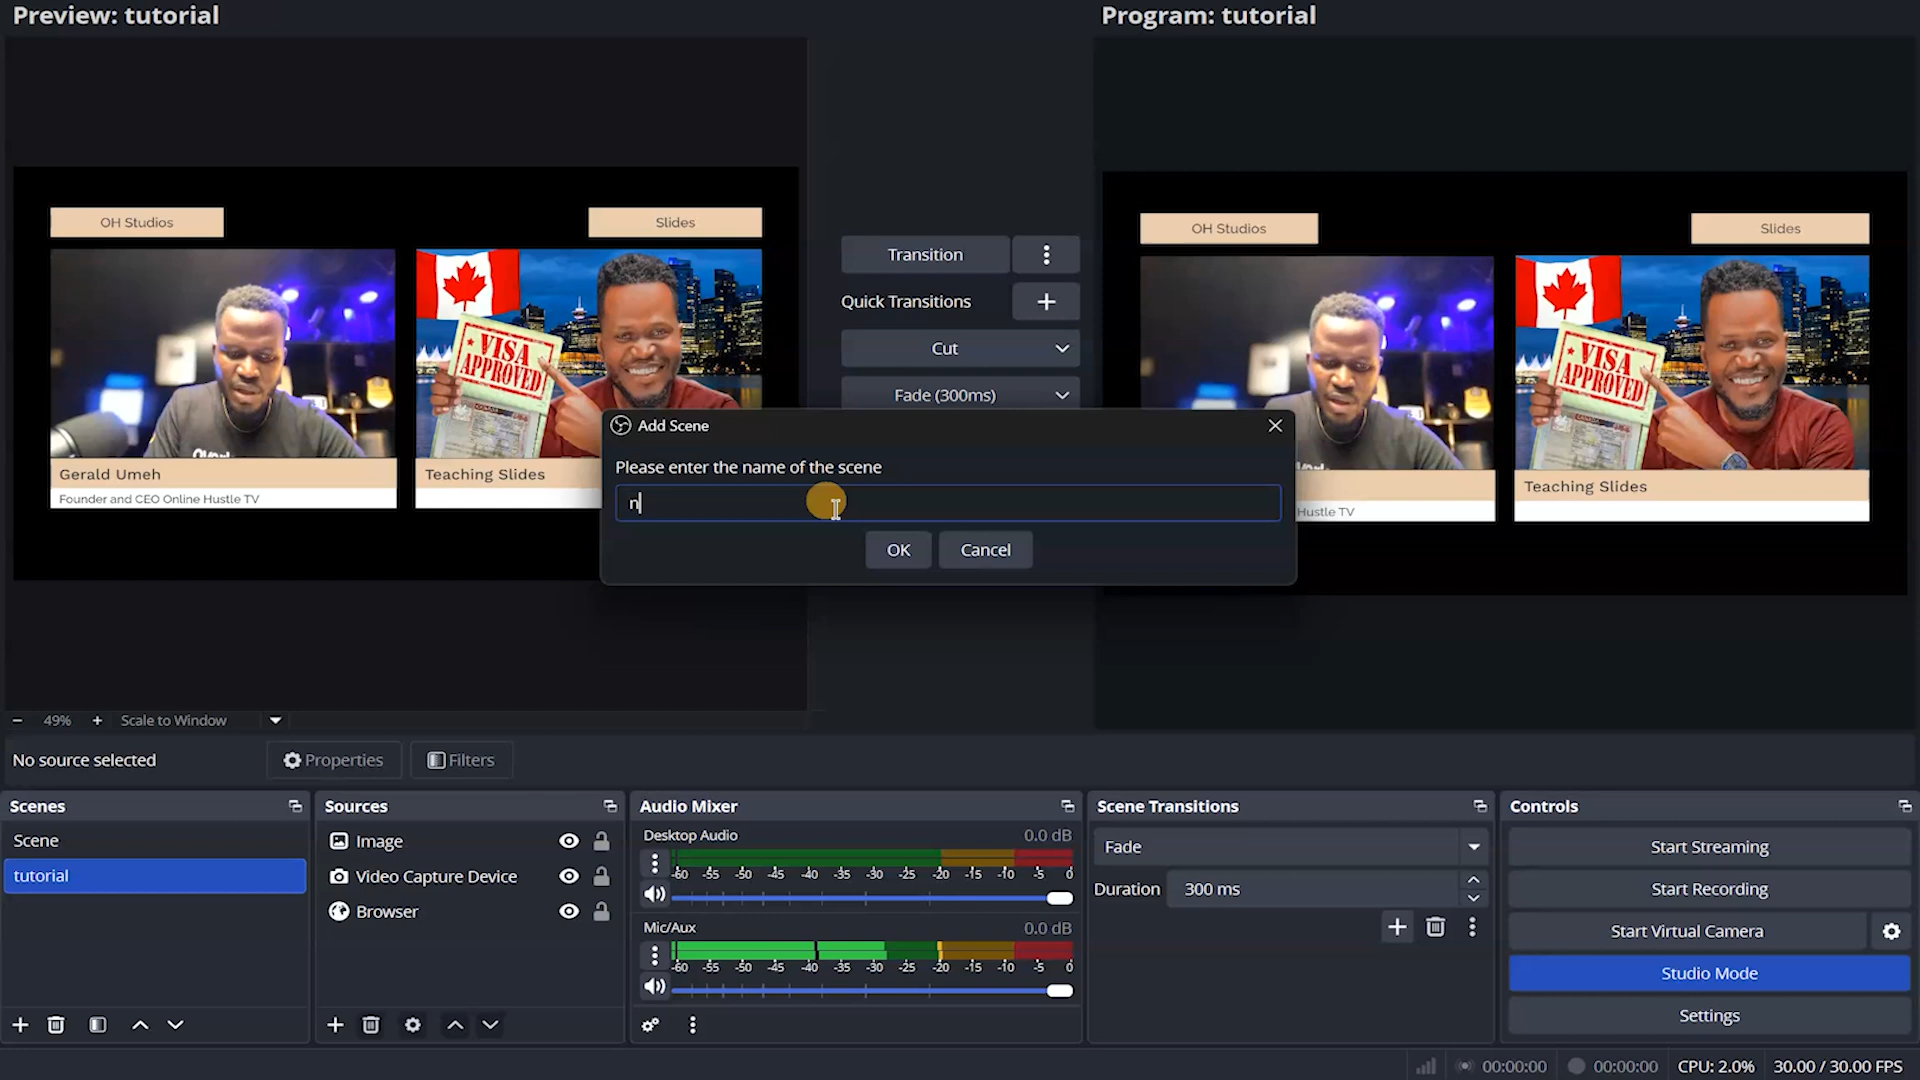 Preview: tutorial
Program: tutorial
OH Studios
Slides
VISA
APPROVED
Gerald Umeh
Founder and CEO Online Hustle TV
Teaching Slides
Transition
Quick Transitions
Cut
Fade (300ms)
OH Studios
Slides
VISA
APPROVED
Hustle TV
Teaching Slides
Add Scene
Please enter the name of the scene
n
OK
Cancel
49%
Scale to Window
No source selected
Properties
Filters
Scenes
Scene
tutorial
Sources
Image
Video Capture Device
Browser
Audio Mixer
Desktop Audio
0.0 dB
-60 -55 -50 -45 -40 -35 -30 -25 -20 -15 -10 -5 0
Mic/Aux
0.0 dB
-60 -55 -50 -45 -40 -35 -30 -25 -20 -15 -10 -5 0
Scene Transitions
Fade
Duration
300 ms
Controls
Start Streaming
Start Recording
Start Virtual Camera
Studio Mode
Settings
00:00:00
00:00:00
CPU: 2.0%
30.00 / 30.00 FPS